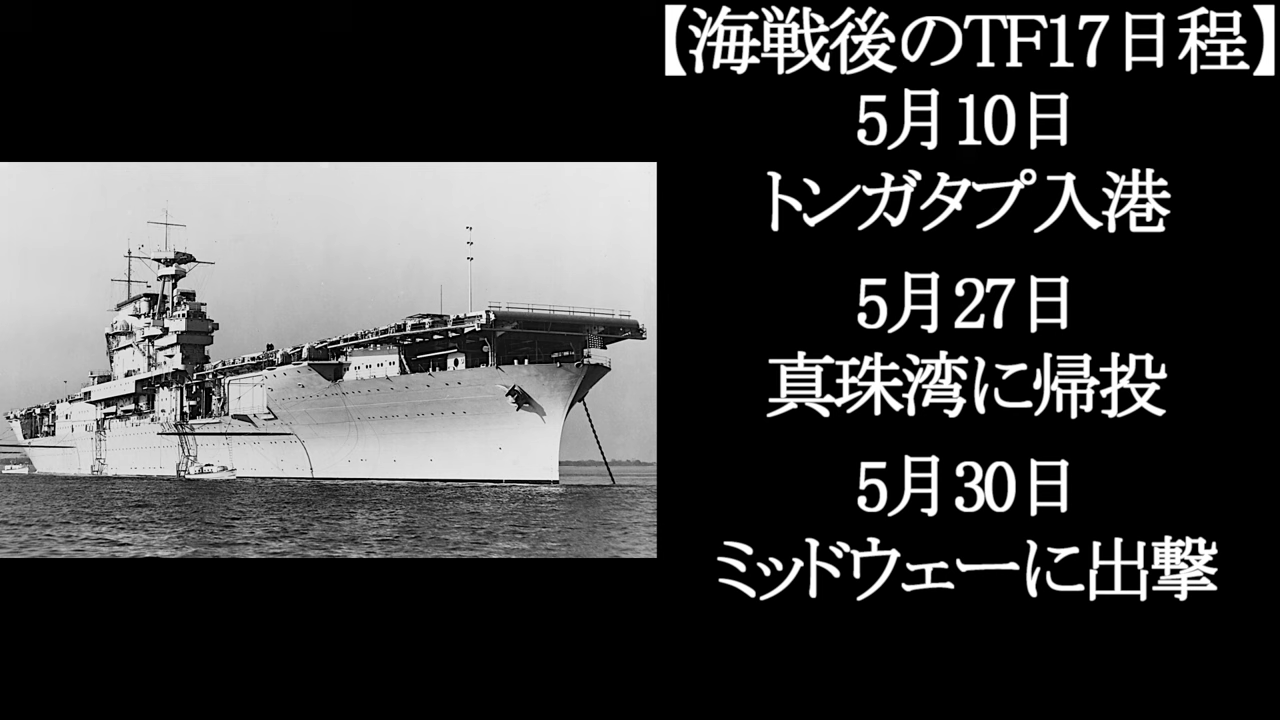 【海戦後のTF17日程】
5月10日
トンガタプ入港
5月27日
真珠湾に帰投
5月30日
ミッドウェーに出撃